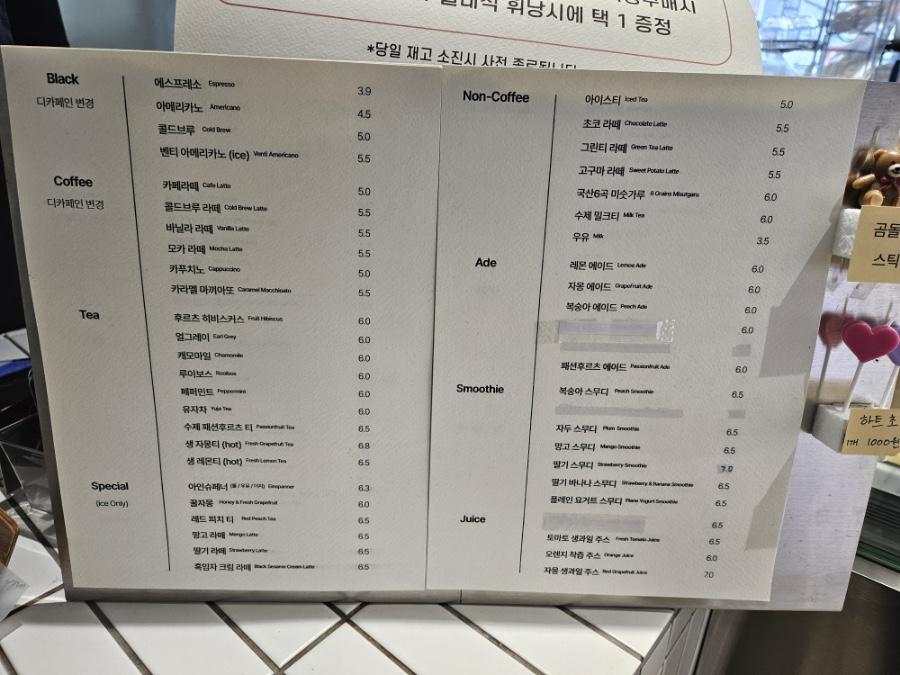 휘낭시에 택 1 증정
*당일 재고 소진시 사전 종료됩니다
Black
디카페인 변경
에스프레소 Espresso 3.9
아메리카노 Americano 4.5
콜드브루 Cold Brew 5.0
벤티 아메리카노 (ice) Venti Americano 5.5
Coffee
디카페인 변경
카페라떼 Cafe Latte 5.0
콜드브루 라떼 Cold Brew Latte 5.5
바닐라 라떼 Vanilla Latte 5.5
모카 라떼 Mocha Latte 5.5
카푸치노 Cappuccino 5.0
카라멜 마끼아또 Caramel Macchiato 5.5
Tea
후르츠 히비스커스 Fruit Hibiscus 6.0
얼그레이 Earl Grey 6.0
캐모마일 Chamomile 6.0
루이보스 Rooibos 6.0
페퍼민트 Peppermint 6.0
유자차 Yuja Tea 6.0
수제 패션후르츠 티 Passionfruit Tea 6.5
생 자몽티 (hot) Fresh Grapefruit Tea 6.8
생 레몬티 (hot) Fresh Lemon Tea 6.5
Special
(ice Only)
아인슈페너 Einspanner 6.3
꿀자몽 Honey & Fresh Grapefruit 6.0
레드 피치 티 Red Peach Tea 6.5
망고 라떼 Mango Latte 6.5
딸기 라떼 Strawberry Latte 6.5
흑임자 크림 라떼 Black Sesame Cream Latte 6.5
Non-Coffee
아이스티 Iced Tea 5.0
초코 라떼 Chocolate Latte 5.5
그린티 라떼 Green Tea Latte 5.5
고구마 라떼 Sweet Potato Latte 5.5
국산6곡 미숫가루 6 Grains Misutgaru 6.0
수제 밀크티 Milk Tea 6.0
우유 Milk 3.5
Ade
레몬 에이드 Lemon Ade 6.0
자몽 에이드 Grapefruit Ade 6.0
복숭아 에이드 Peach Ade 6.0
6.0
패션후르츠 에이드 Passionfruit Ade 6.0
Smoothie
복숭아 스무디 Peach Smoothie 6.5
자두 스무디 Plum Smoothie 6.5
망고 스무디 Mango Smoothie 6.5
딸기 스무디 Strawberry Smoothie 7.0
딸기 바나나 스무디 Strawberry & Banana Smoothie 6.5
플레인 요거트 스무디 Plane Yogurt Smoothie 6.5
Juice
6.5
토마토 생과일 주스 Fresh Tomato Juice 6.5
오렌지 착즙 주스 Orange Juice 6.0
자몽 생과일 주스 Red Grapefruit Juice 7.0
곰돌
스틱
하트 초
1개 1000원